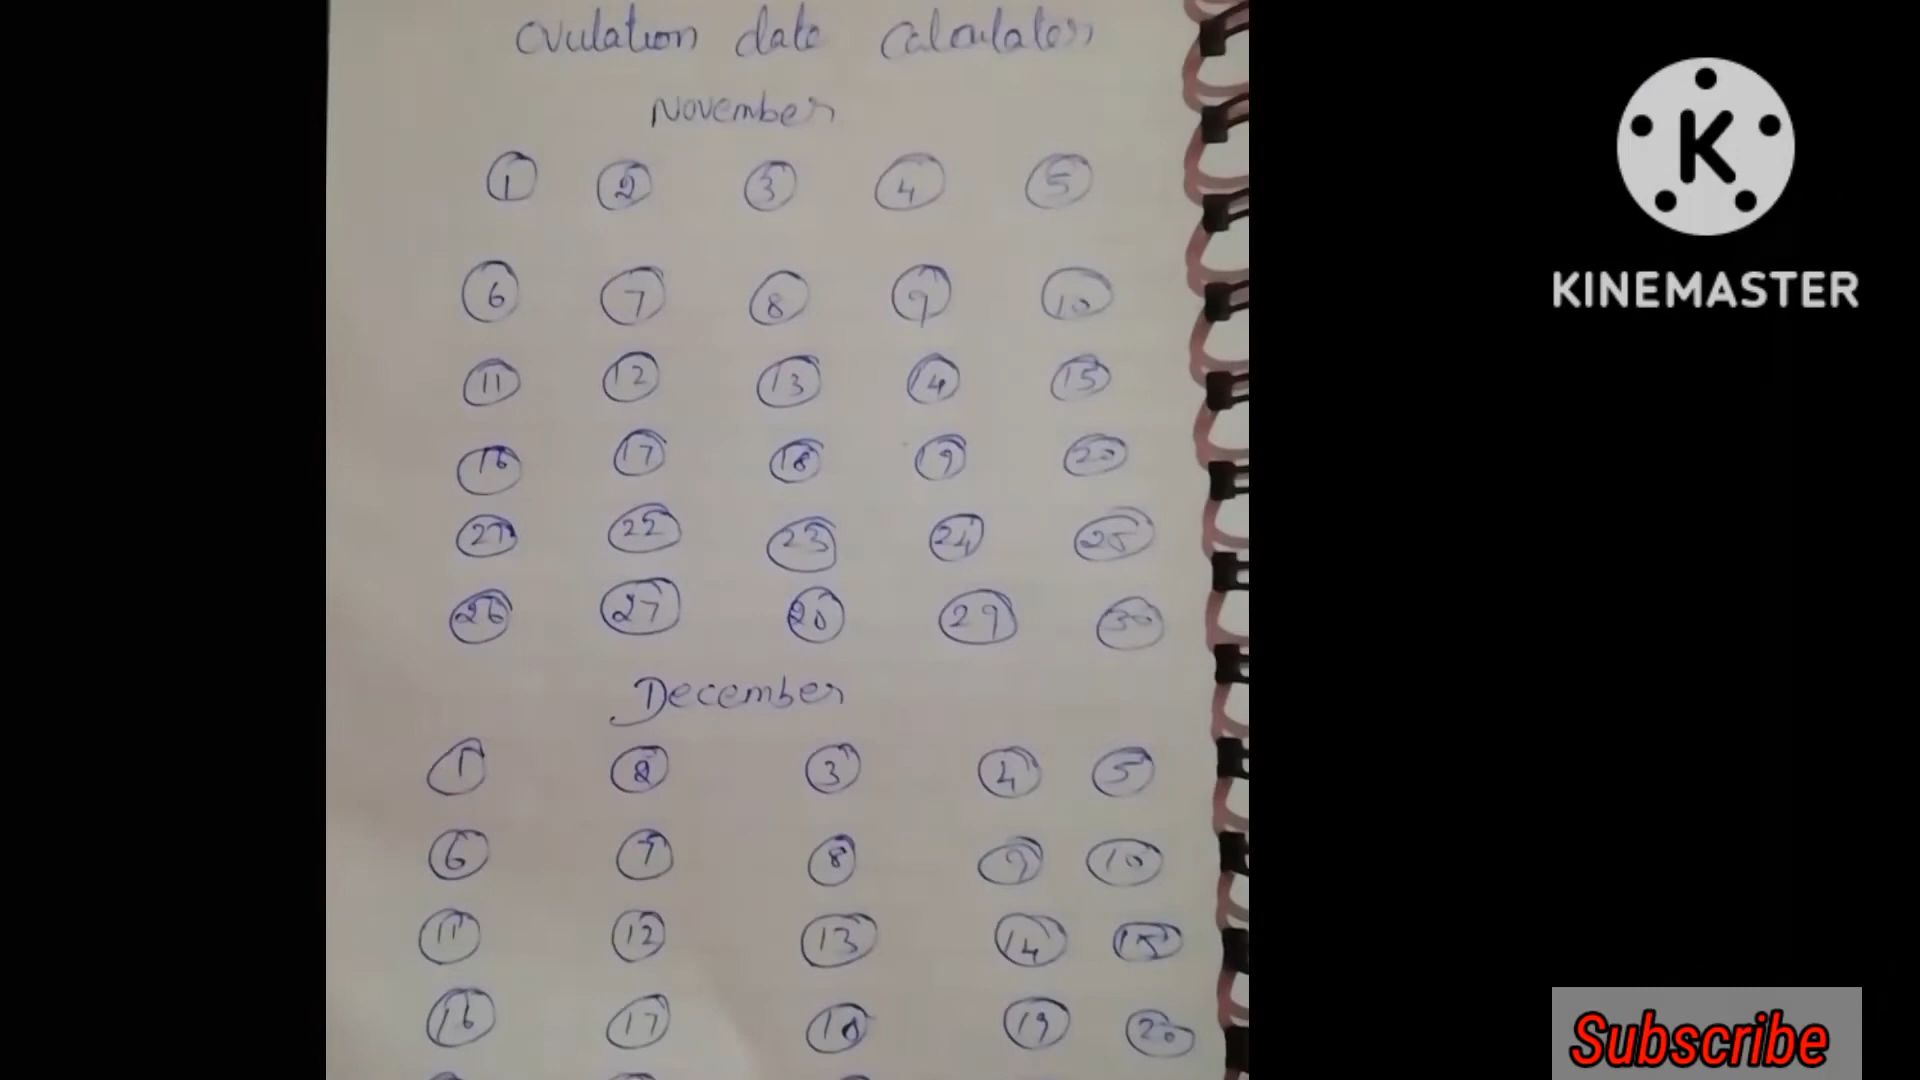 Ovulation date Calculator
November
1 2 3 4 5
6 7 8 9 10
11 12 13 14 15
16 17 18 19 20
21 22 23 24 25
26 27 28 29 30
December
1 2 3 4 5
6 7 8 9 10
11 12 13 14 15
16 17 18 19 20
K
KINEMASTER
Subscribe